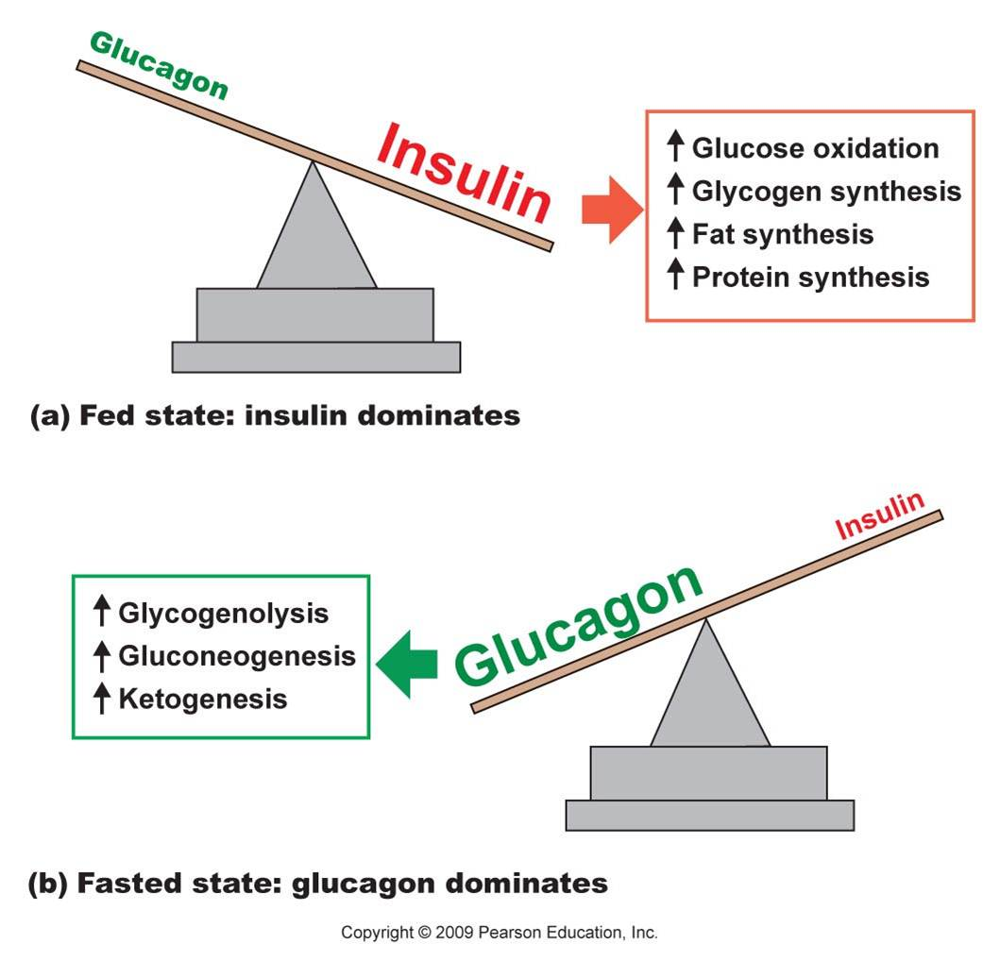 Glucagon
Insulin
↑ Glucose oxidation
↑ Glycogen synthesis
↑ Fat synthesis
↑ Protein synthesis
(a) Fed state: insulin dominates
Insulin
Glucagon
↑ Glycogenolysis
↑ Gluconeogenesis
↑ Ketogenesis
(b) Fasted state: glucagon dominates
Copyright © 2009 Pearson Education, Inc.